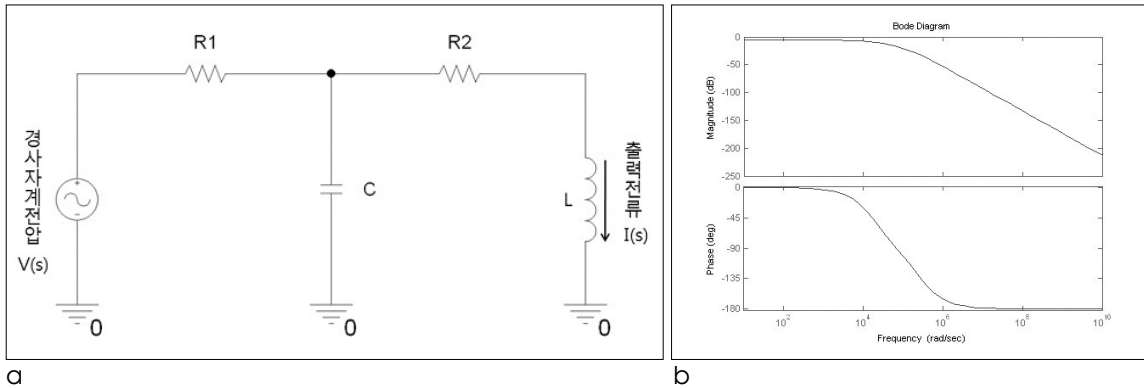 R1
R2
경사자계전압
V(s)
C
L
출력전류
I(s)
0
0
0
a
Bode Diagram
Magnitude (dB)
0
-50
-100
-150
-200
-250
Phase (deg)
0
-45
-90
-135
-180
10^2
10^4
10^6
10^8
10^10
Frequency (rad/sec)
b